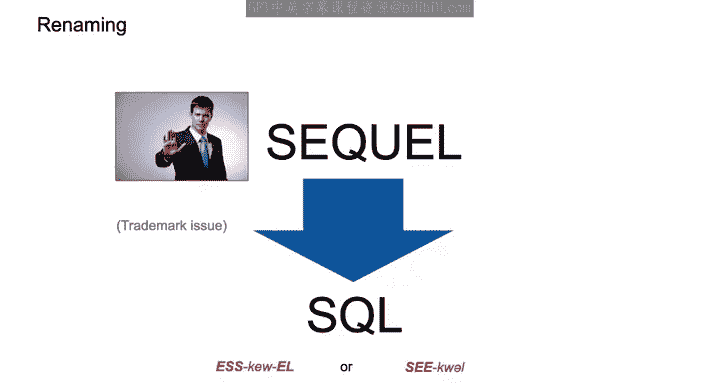 Renaming
SEQUEL
(Trademark issue)
SQL
ESS-kew-EL or SEE-kwəl